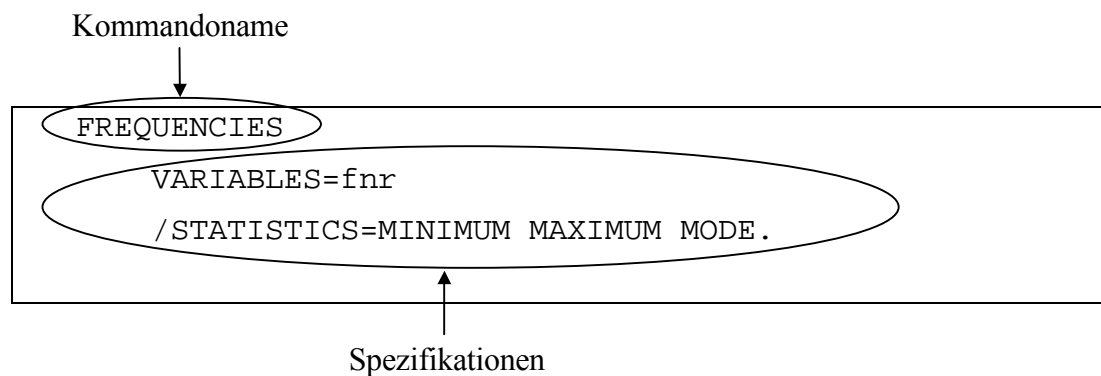 Kommandoname
FREQUENCIES
VARIABLES=fnr
/STATISTICS=MINIMUM MAXIMUM MODE.
Spezifikationen